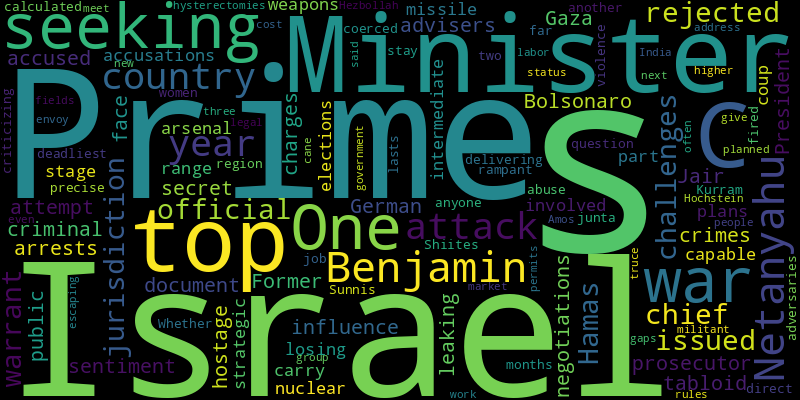 calculated meet hysterectomies weapons Hezbollah another
seeking Minister missile Gaza rejected
cost coerced advisers
accused accusations said stay far two violence labor India address
new status next higher
criticizing fields country Prime s c coup President
women three Bolsonaro give fired
envoy face arsenal legal charges elections intermediate delivering question often planned
deadliest year cane government lasts rampant part challenges
stage range region Jair
precise secret German abuse Kurram
attempt official One attack anyone involved plans Hochstein
criminal top Shiites Amos junta people
arrests job Benjamin crimes Netanyahu
jurisdiction document Former Sunnis permits truce war capable
warrant public escaping Israel market chief adversaries
Whether influence negotiations Hamas militant
even strategic hostage losing leaking gaps issued
sentiment group months prosecutor
carry tabloid
nuclear work rules direct